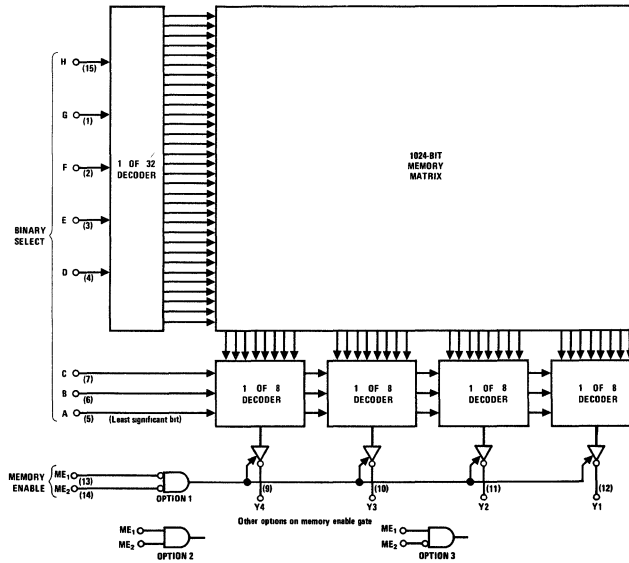 H (15)
G (1)
F (2)
E (3)
D (4)
1 OF 32
DECODER
1024-BIT
MEMORY
MATRIX
BINARY
SELECT
C (7)
B (6)
A (5) (Least significant bit)
1 OF 8
DECODER
1 OF 8
DECODER
1 OF 8
DECODER
1 OF 8
DECODER
MEMORY
ENABLE
ME1 (13)
ME2 (14)
OPTION 1
(9)
Y4
(10)
Y3
(11)
Y2
(12)
Y1
Other options on memory enable gate
ME1
ME2
OPTION 2
ME1
ME2
OPTION 3